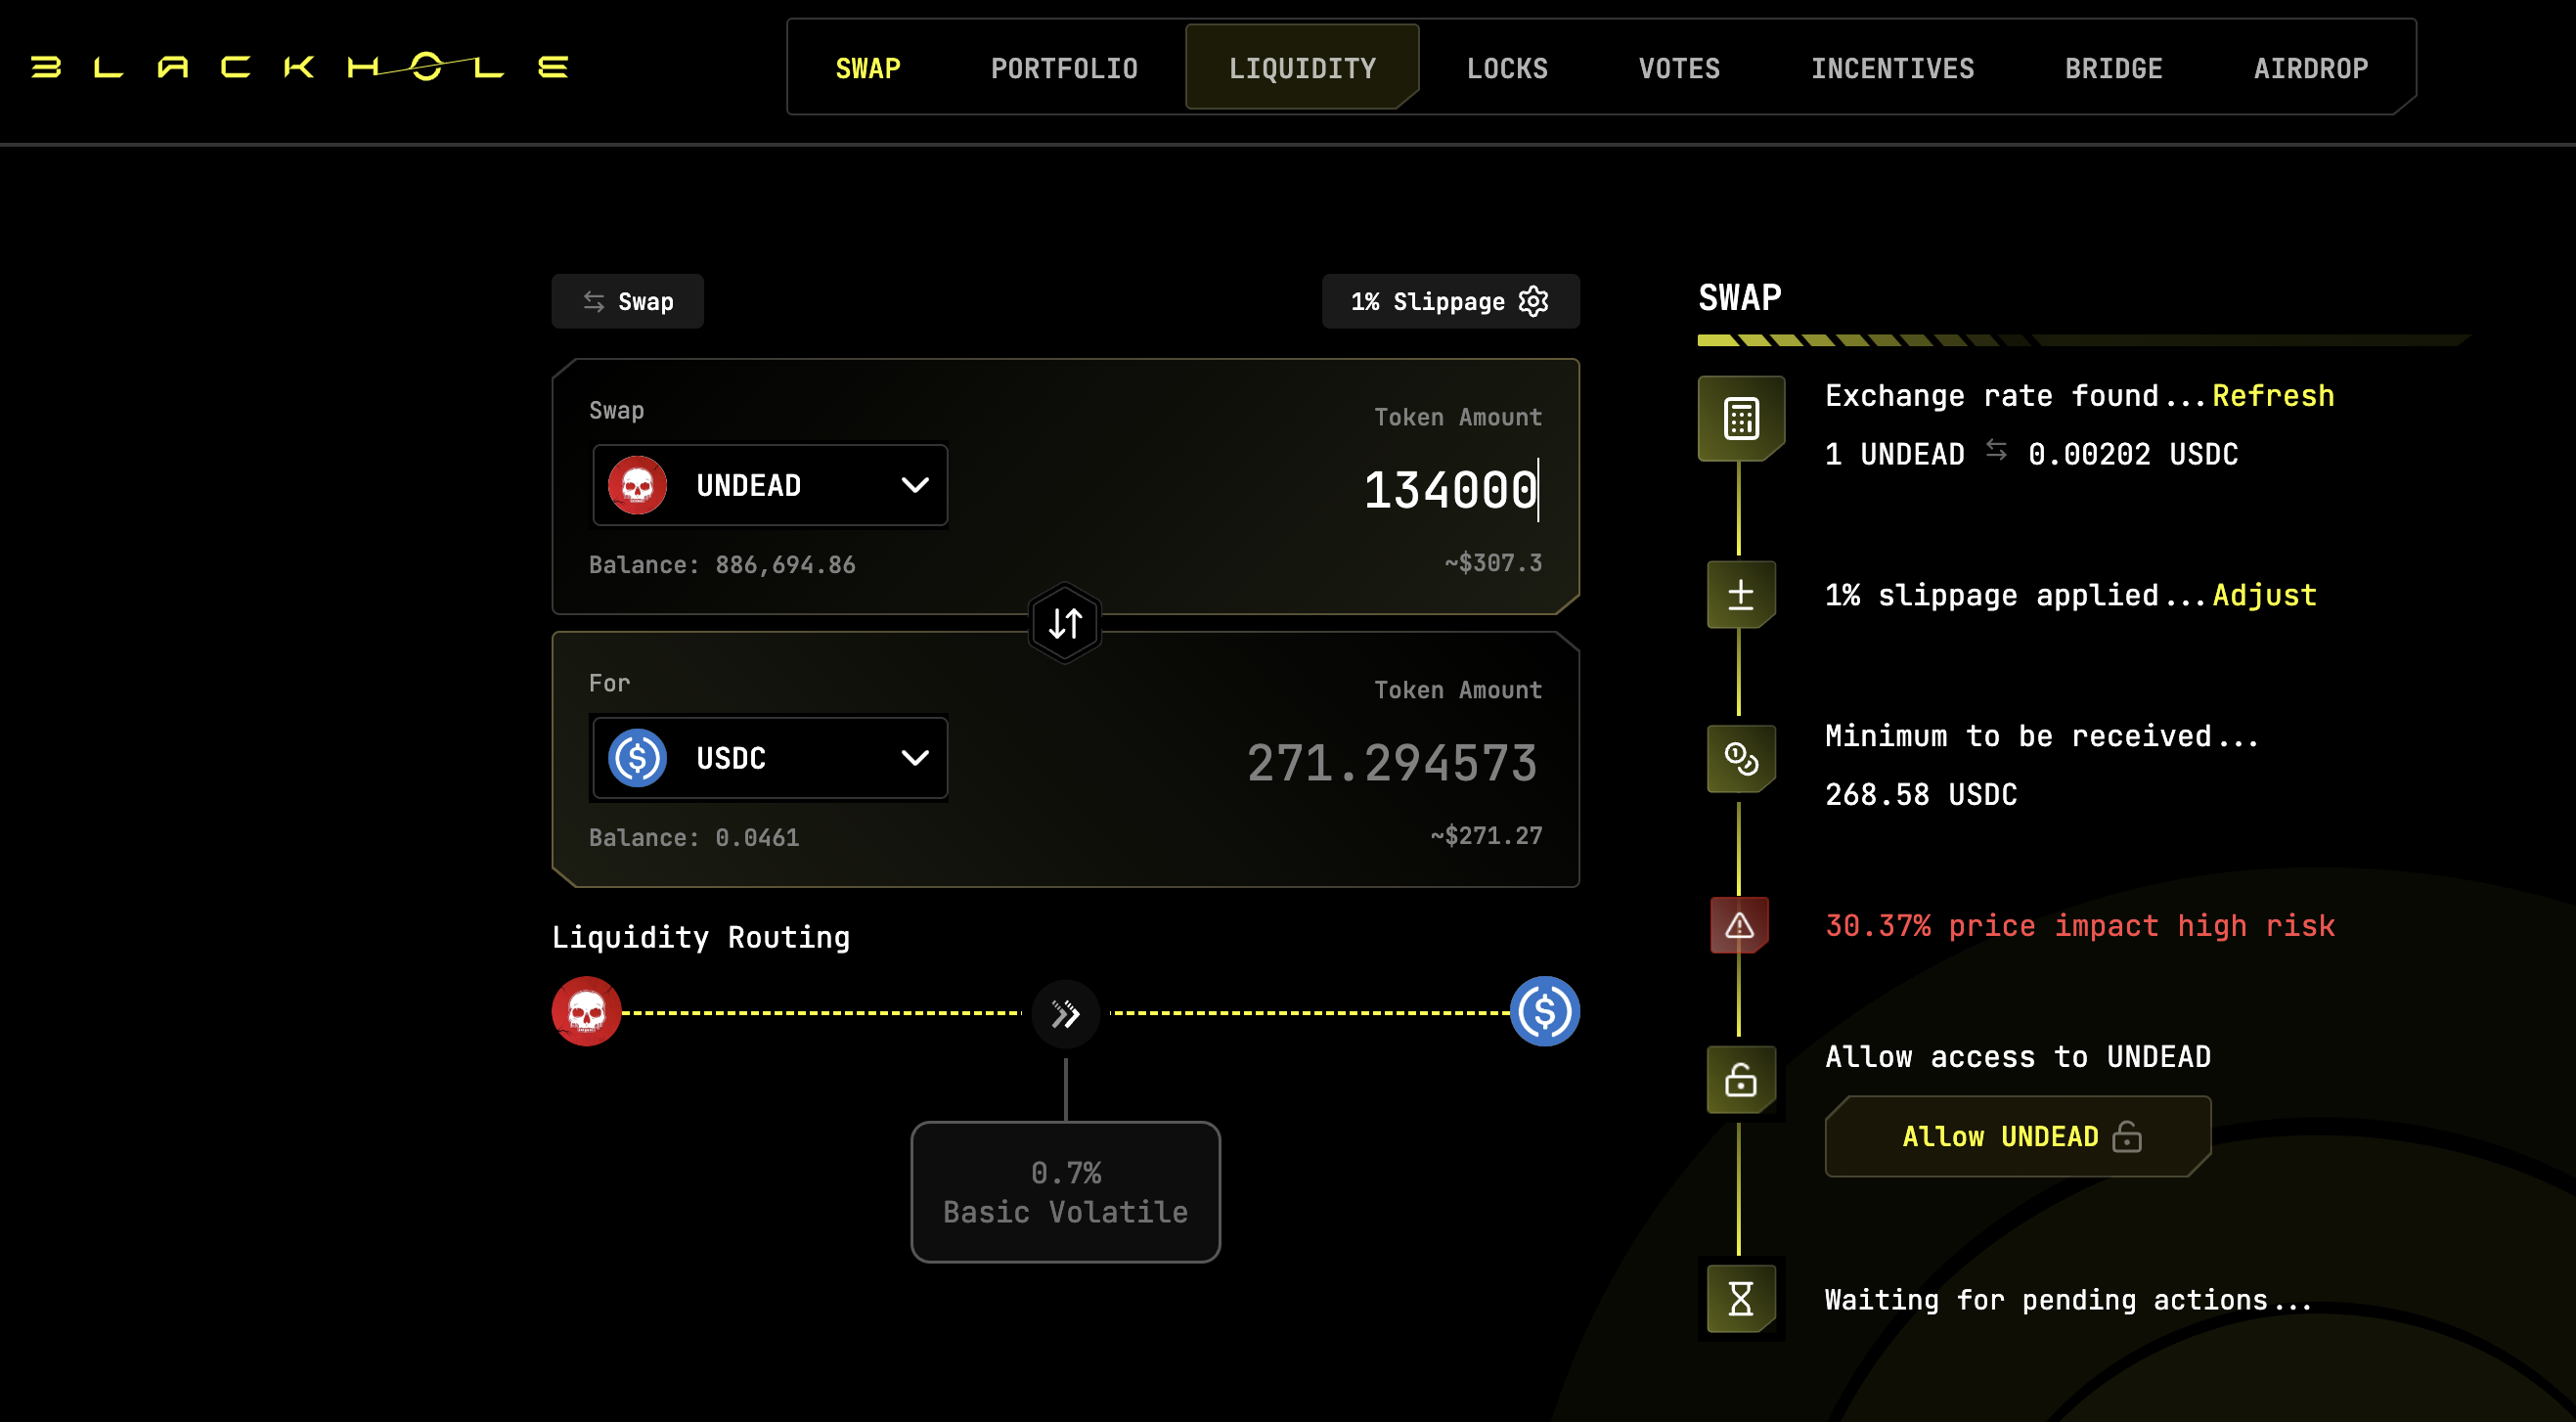 BLACKHOLE
SWAP
PORTFOLIO
LIQUIDITY
LOCKS
VOTES
INCENTIVES
BRIDGE
AIRDROP
Swap
1% Slippage
Swap
Token Amount
UNDEAD
134000
Balance: 886,694.86
~$307.3
For
Token Amount
USDC
271.294573
Balance: 0.0461
~$271.27
Liquidity Routing
0.7%
Basic Volatile
SWAP
Exchange rate found...Refresh
1 UNDEAD ⇆ 0.00202 USDC
1% slippage applied...Adjust
Minimum to be received...
268.58 USDC
30.37% price impact high risk
Allow access to UNDEAD
Allow UNDEAD
Waiting for pending actions...